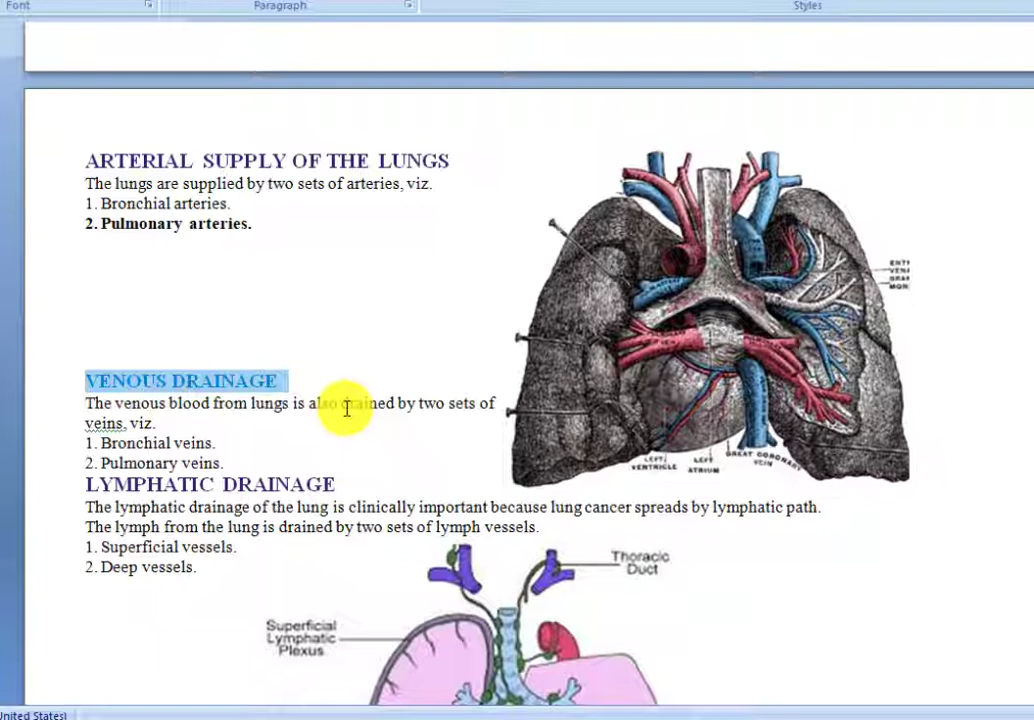 Font
Paragraph
Styles
ARTERIAL SUPPLY OF THE LUNGS
The lungs are supplied by two sets of arteries, viz.
1. Bronchial arteries.
2. Pulmonary arteries.
VENOUS DRAINAGE
The venous blood from lungs is also drained by two sets of
veins, viz.
1. Bronchial veins.
2. Pulmonary veins.
LEFT
VENTRICLE
LEFT
ATRIUM
GREAT CORONARY
VEIN
LYMPHATIC DRAINAGE
The lymphatic drainage of the lung is clinically important because lung cancer spreads by lymphatic path.
The lymph from the lung is drained by two sets of lymph vessels.
1. Superficial vessels.
2. Deep vessels.
Thoracic
Duct
Superficial
Lymphatic
Plexus
United States)